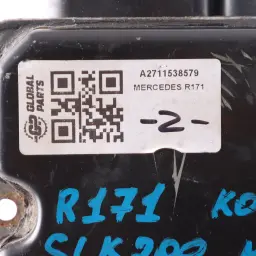 GLOBAL
PARTS
A2711538579
MERCEDES R171
-2-
R171 KO
SLK200